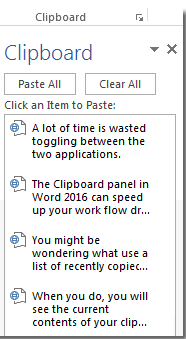 Clipboard
Clipboard
Paste All
Clear All
Click an Item to Paste:
A lot of time is wasted
toggling between the
two applications.
The Clipboard panel in
Word 2016 can speed
up your work flow dr...
You might be
wondering what use a
list of recently copiec...
When you do, you will
see the current
contents of your clip...